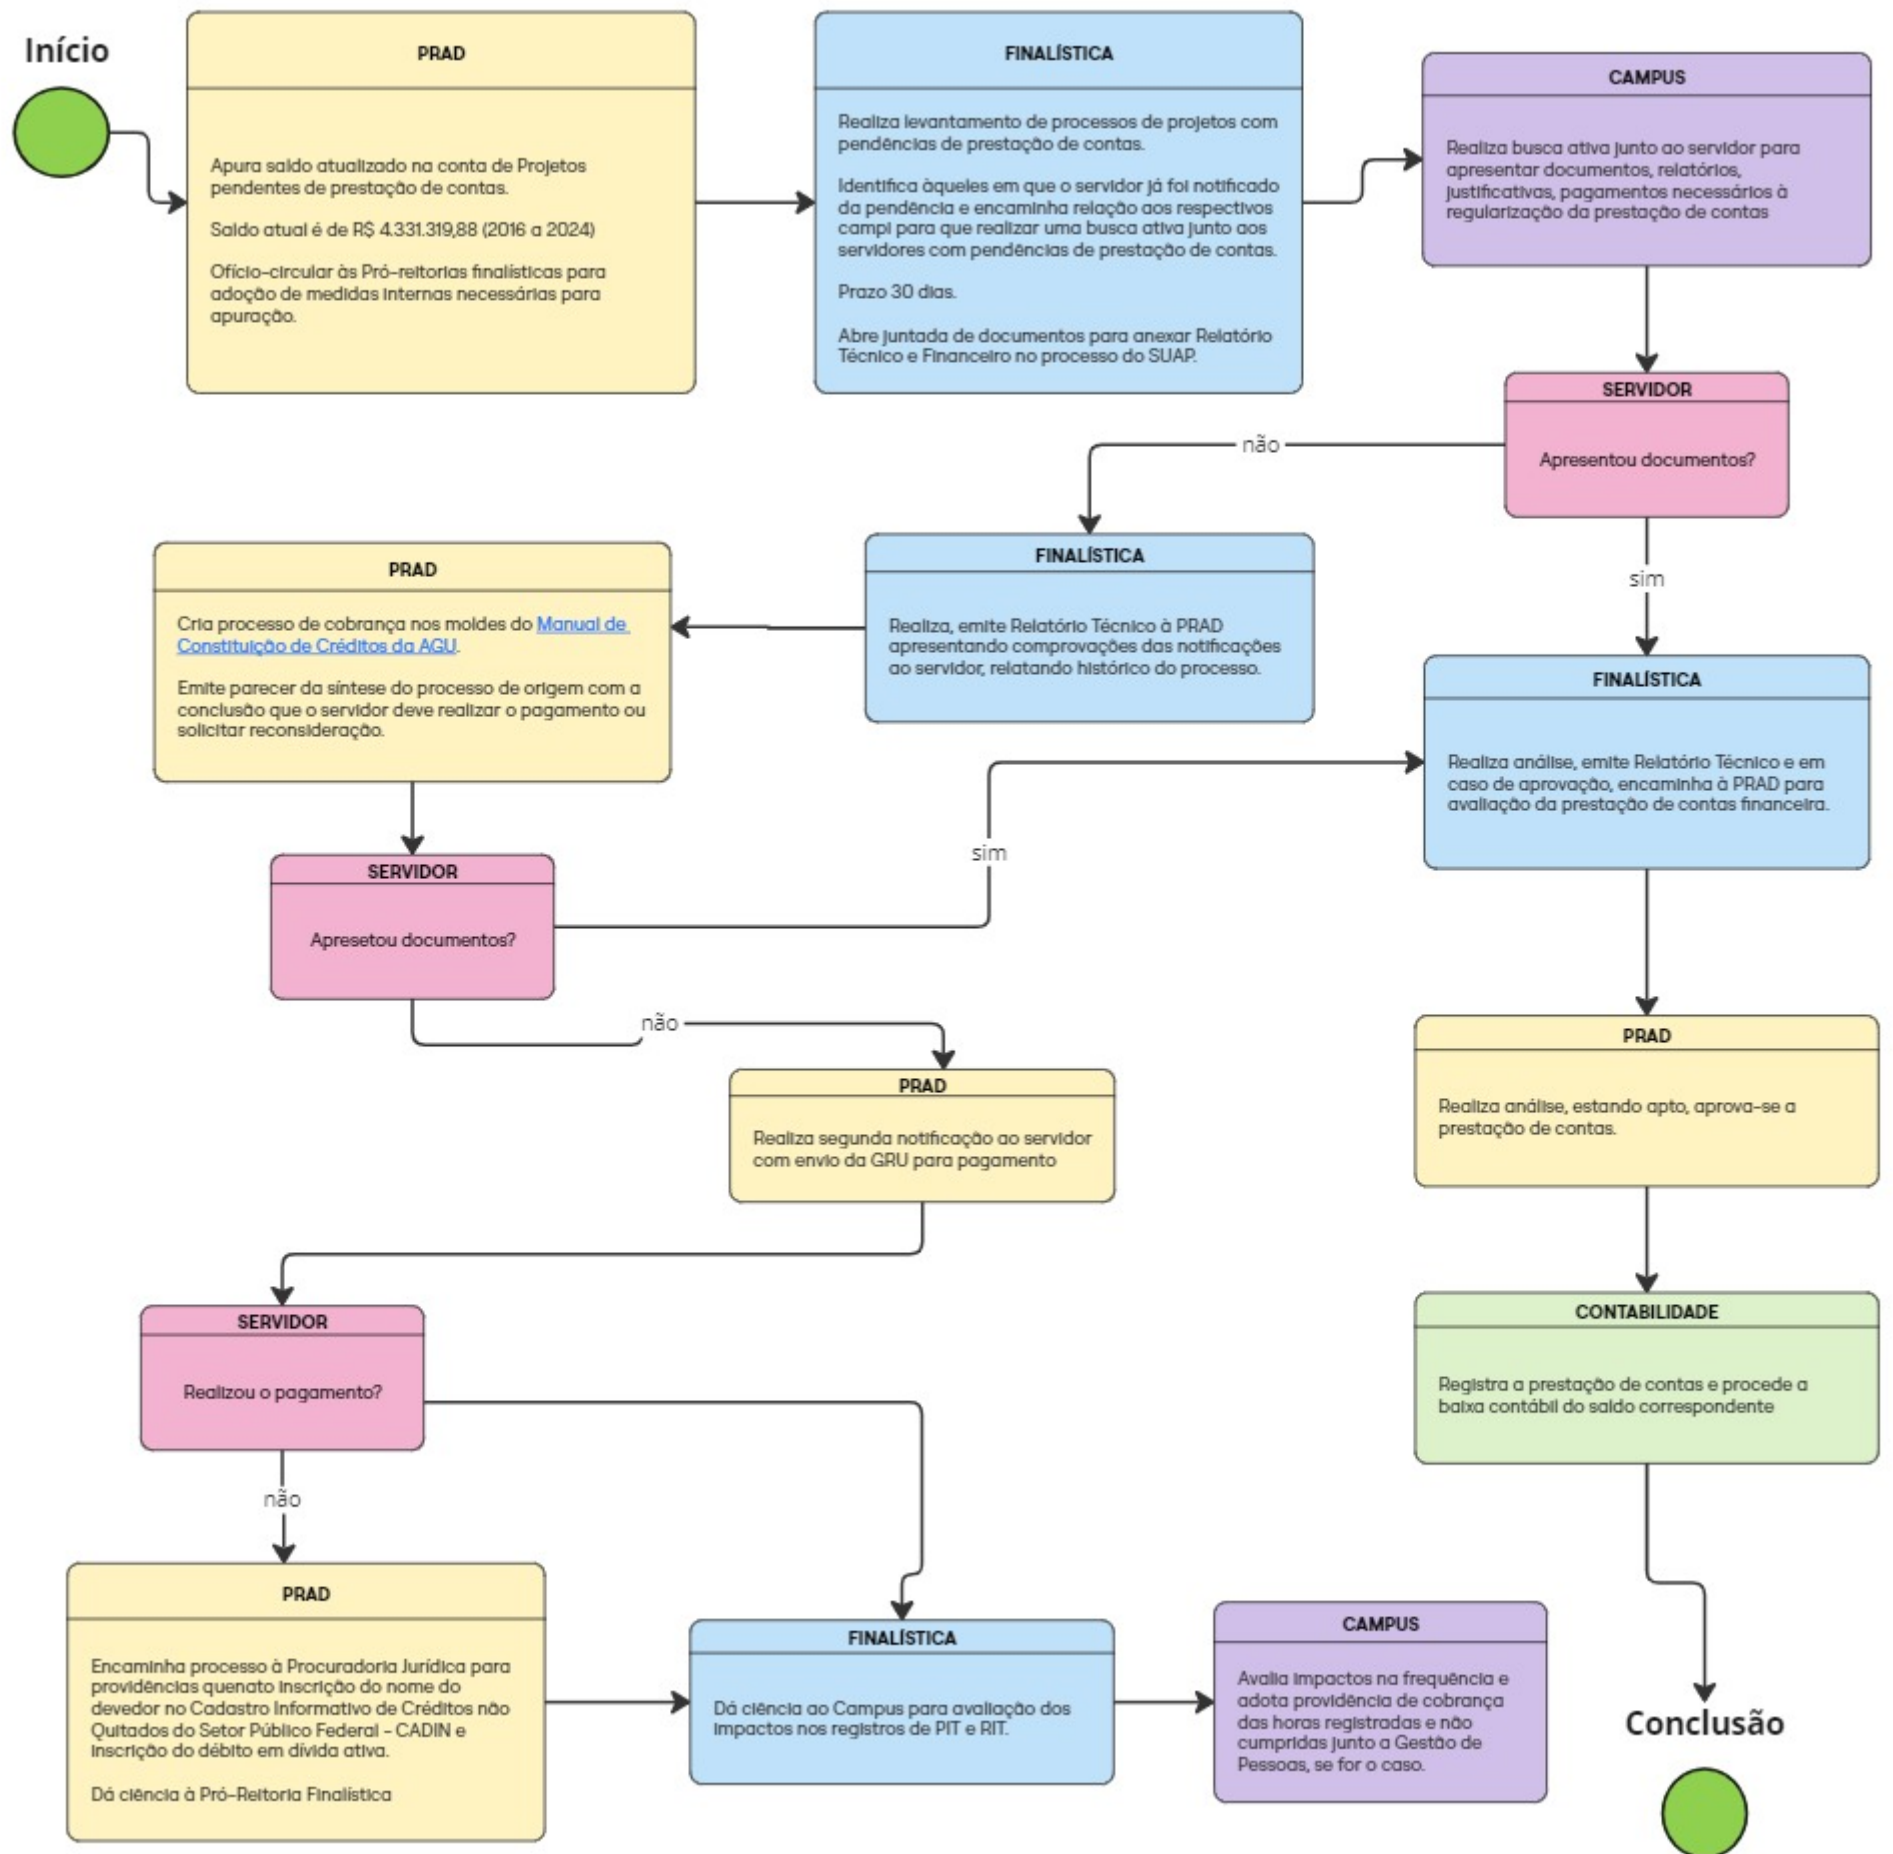 Início
PRAD
Apura saldo atualizado na conta de Projetos
pendentes de prestação de contas.
Saldo atual é de R$ 4.331.319,88 (2016 a 2024)
Ofício-circular às Pró-reitorias finalísticas para
adoção de medidas internas necessárias para
apuração.
FINALÍSTICA
Realiza levantamento de processos de projetos com
pendências de prestação de contas.
Identifica àqueles em que o servidor já foi notificado
da pendência e encaminha relação aos respectivos
campi para que realizar uma busca ativa junto aos
servidores com pendências de prestação de contas.
Prazo 30 dias.
Abre juntada de documentos para anexar Relatório
Técnico e Financeiro no processo do SUAP.
CAMPUS
Realiza busca ativa junto ao servidor para
apresentar documentos, relatórios,
justificativas, pagamentos necessários à
regularização da prestação de contas
SERVIDOR
Apresentou documentos?
não
sim
FINALÍSTICA
Realiza, emite Relatório Técnico à PRAD
apresentando comprovações das notificações
ao servidor, relatando histórico do processo.
PRAD
Cria processo de cobrança nos moldes do Manual de
Constituição de Créditos da AGU.
Emite parecer da síntese do processo de origem com a
conclusão que o servidor deve realizar o pagamento ou
solicitar reconsideração.
FINALÍSTICA
Realiza análise, emite Relatório Técnico e em
caso de aprovação, encaminha à PRAD para
avaliação da prestação de contas financeira.
SERVIDOR
Apresetou documentos?
sim
não
PRAD
Realiza segunda notificação ao servidor
com envio da GRU para pagamento
PRAD
Realiza análise, estando apto, aprova-se a
prestação de contas.
SERVIDOR
Realizou o pagamento?
não
CONTABILIDADE
Registra a prestação de contas e procede a
baixa contábil do saldo correspondente
PRAD
Encaminha processo à Procuradoria Jurídica para
providências quenato inscrição do nome do
devedor no Cadastro Informativo de Créditos não
Quitados do Setor Público Federal - CADIN e
inscrição do débito em dívida ativa.
Dá ciência à Pró-Reitoria Finalística
FINALÍSTICA
Dá ciência ao Campus para avaliação dos
impactos nos registros de PIT e RIT.
CAMPUS
Avalia impactos na frequência e
adota providência de cobrança
das horas registradas e não
cumpridas junto a Gestão de
Pessoas, se for o caso.
Conclusão